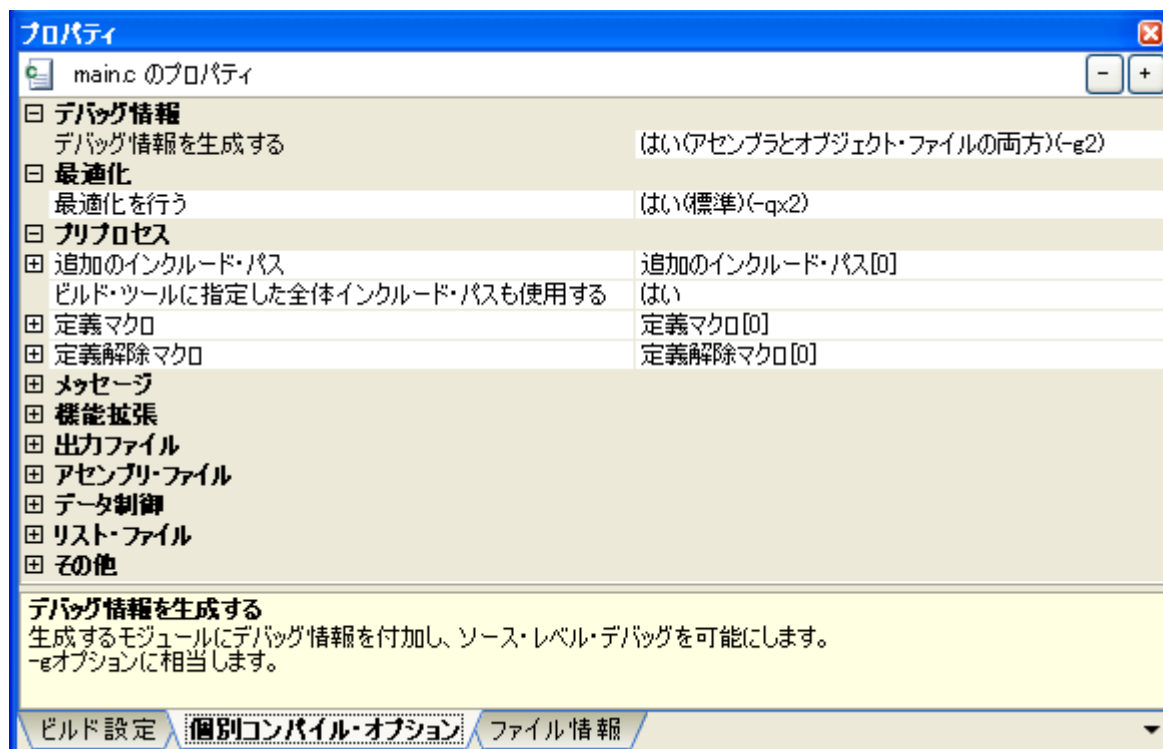 プロパティ
main.c のプロパティ
- +
デバッグ情報
デバッグ情報を生成する はい(アセンブラとオブジェクト・ファイルの両方)(-g2)
最適化
最適化を行う はい(標準)(-qx2)
プリプロセス
追加のインクルード・パス 追加のインクルード・パス[0]
ビルド・ツールに指定した全体インクルード・パスも使用する はい
定義マクロ 定義マクロ[0]
定義解除マクロ 定義解除マクロ[0]
メッセージ
機能拡張
出力ファイル
アセンブリ・ファイル
データ制御
リスト・ファイル
その他
デバッグ情報を生成する
生成するモジュールにデバッグ情報を付加し、ソース・レベル・デバッグを可能にします。
-gオプションに相当します。
ビルド設定 個別コンパイル・オプション ファイル情報